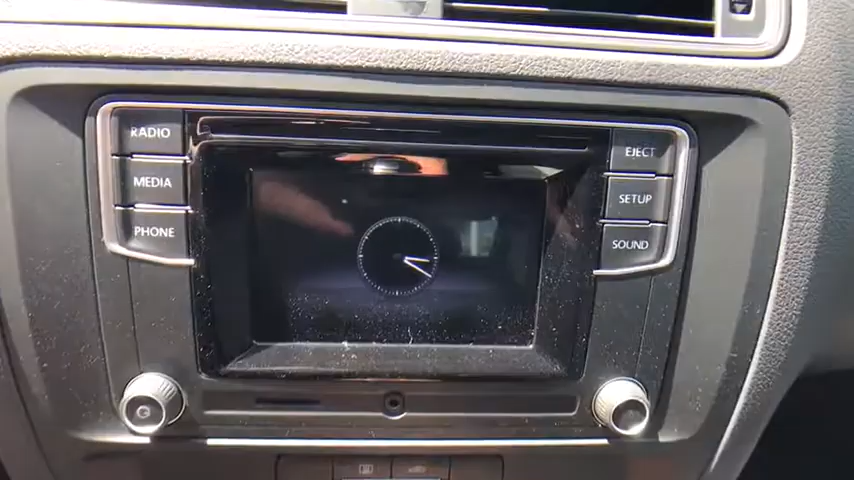 RADIO
MEDIA
PHONE
EJECT
SETUP
SOUND